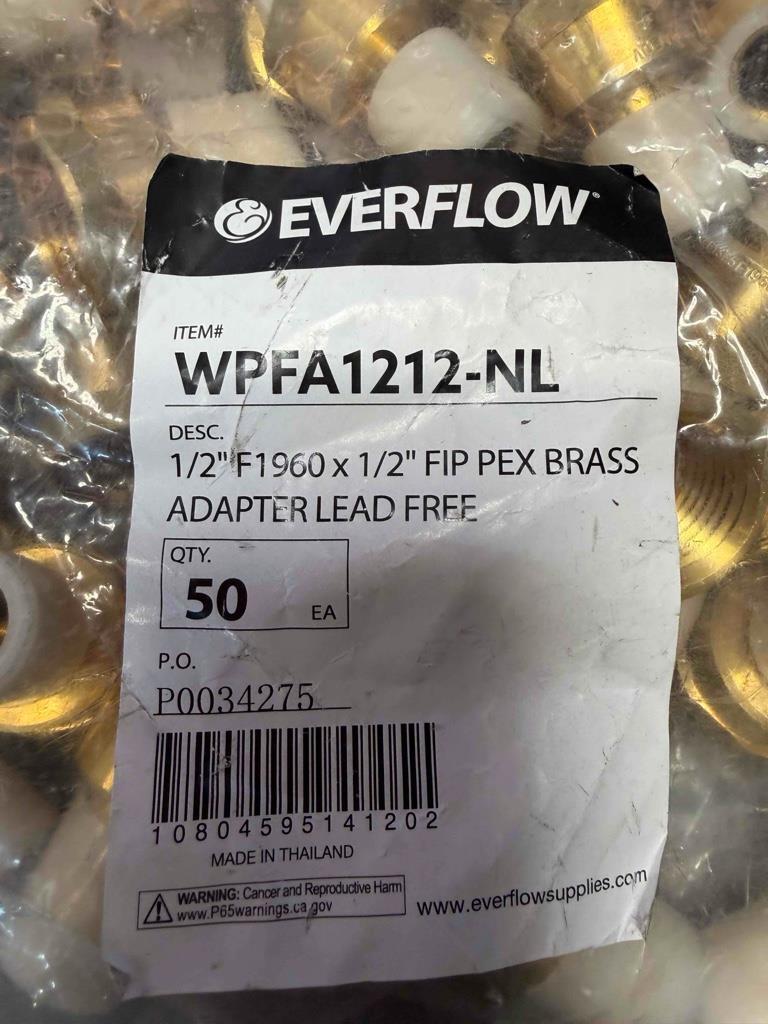 EVERFLOW®
ITEM#
WPFA1212-NL
DESC.
1/2" F1960 x 1/2" FIP PEX BRASS
ADAPTER LEAD FREE
QTY.
50 EA
P.O.
P0034275
10804595141202
MADE IN THAILAND
WARNING: Cancer and Reproductive Harm
www.P65warnings.ca.gov
www.everflowsupplies.com